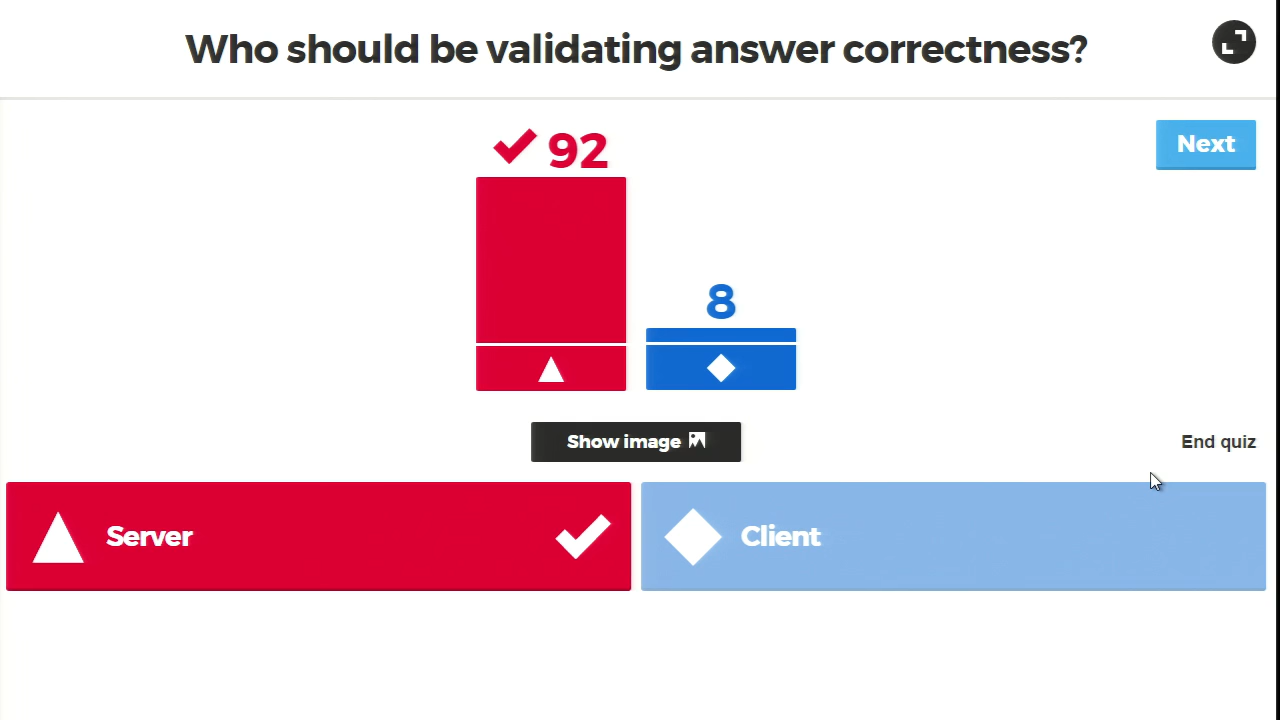 Who should be validating answer correctness?
92
Next
8
Show image
End quiz
Server
Client